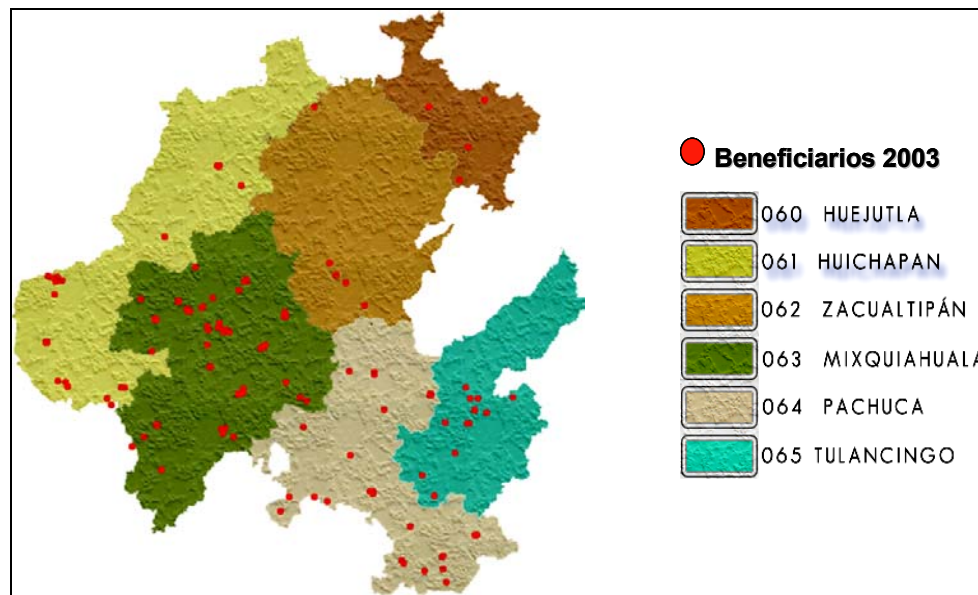 Beneficiarios 2003
060 HUEJUTLA
061 HUICHAPAN
062 ZACUALTIPÁN
063 MIXQUIAHUALA
064 PACHUCA
065 TULANCINGO